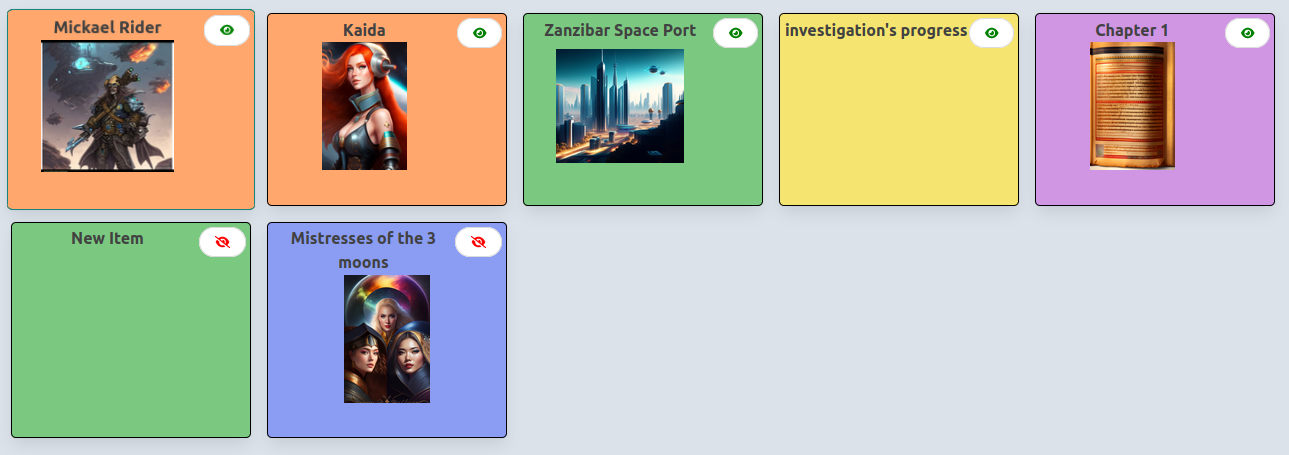 Mickael Rider
Kaida
Zanzibar Space Port
investigation's progress
Chapter 1
New Item
Mistresses of the 3
moons